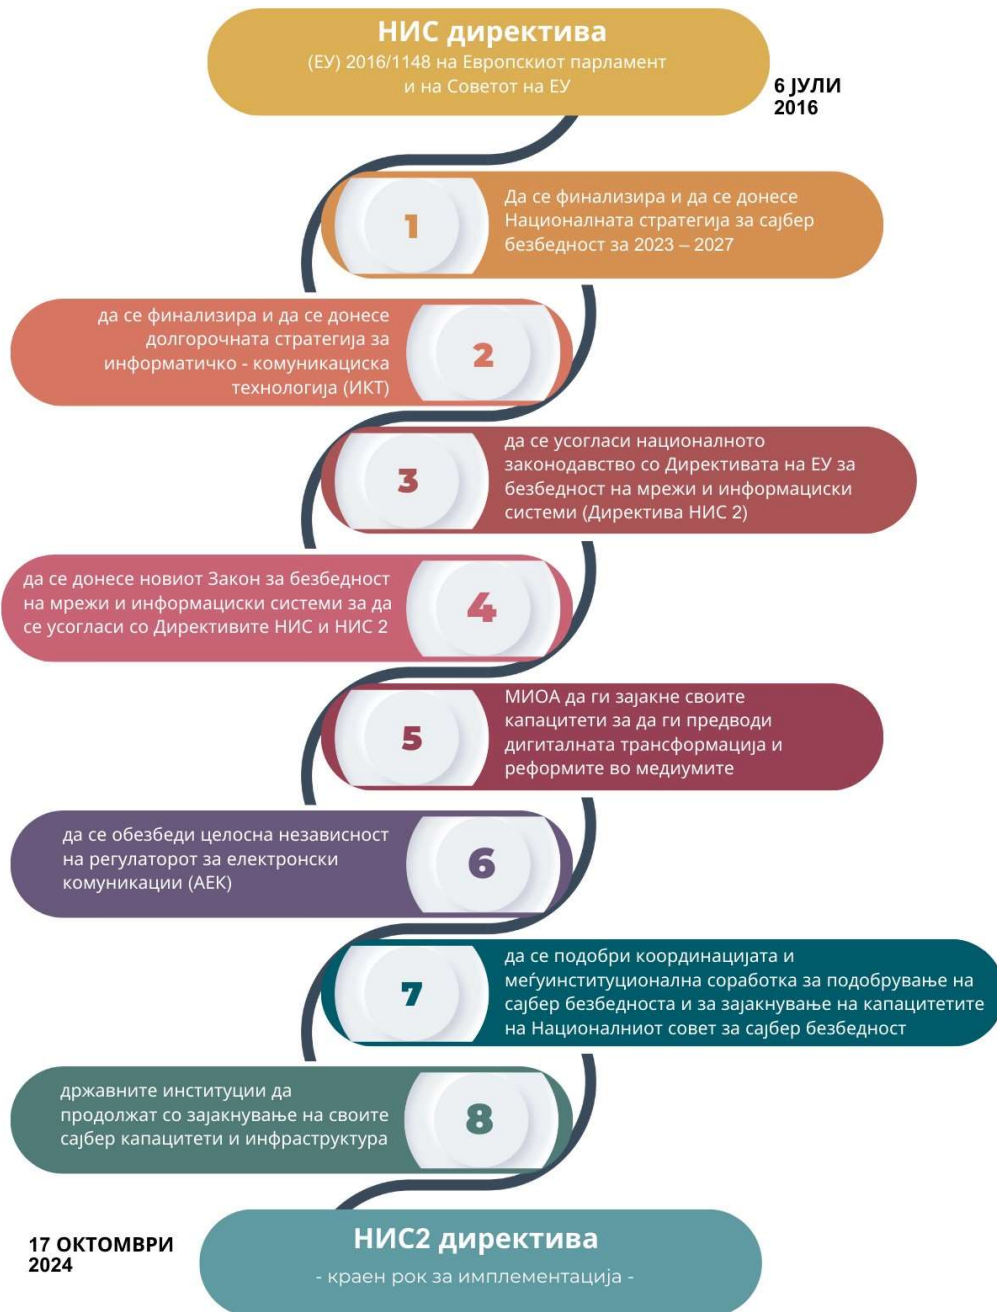 НИС директива
(ЕУ) 2016/1148 на Европскиот парламент
и на Советот на ЕУ
6 ЈУЛИ
2016
1
Да се финализира и да се донесе
Националната стратегија за сајбер
безбедност за 2023 – 2027
да се финализира и да се донесе
долгорочната стратегија за
информатичко - комуникациска
технологија (ИКТ)
2
3
да се усогласи националното
законодавство со Директивата на ЕУ за
безбедност на мрежи и информациски
системи (Директива НИС 2)
да се донесе новиот Закон за безбедност
на мрежи и информациски системи за да
се усогласи со Директивите НИС и НИС 2
4
5
МИОА да ги зајакне своите
капацитети за да ги предводи
дигиталната трансформација и
реформите во медиумите
да се обезбеди целосна независност
на регулаторот за електронски
комуникации (АЕК)
6
7
да се подобри координацијата и
меѓуинституционална соработка за подобрување на
сајбер безбедноста и за зајакнување на капацитетите
на Националниот совет за сајбер безбедност
државните институции да
продолжат со зајакнување на своите
сајбер капацитети и инфраструктура
8
17 ОКТОМВРИ
2024
НИС2 директива
- краен рок за имплементација -